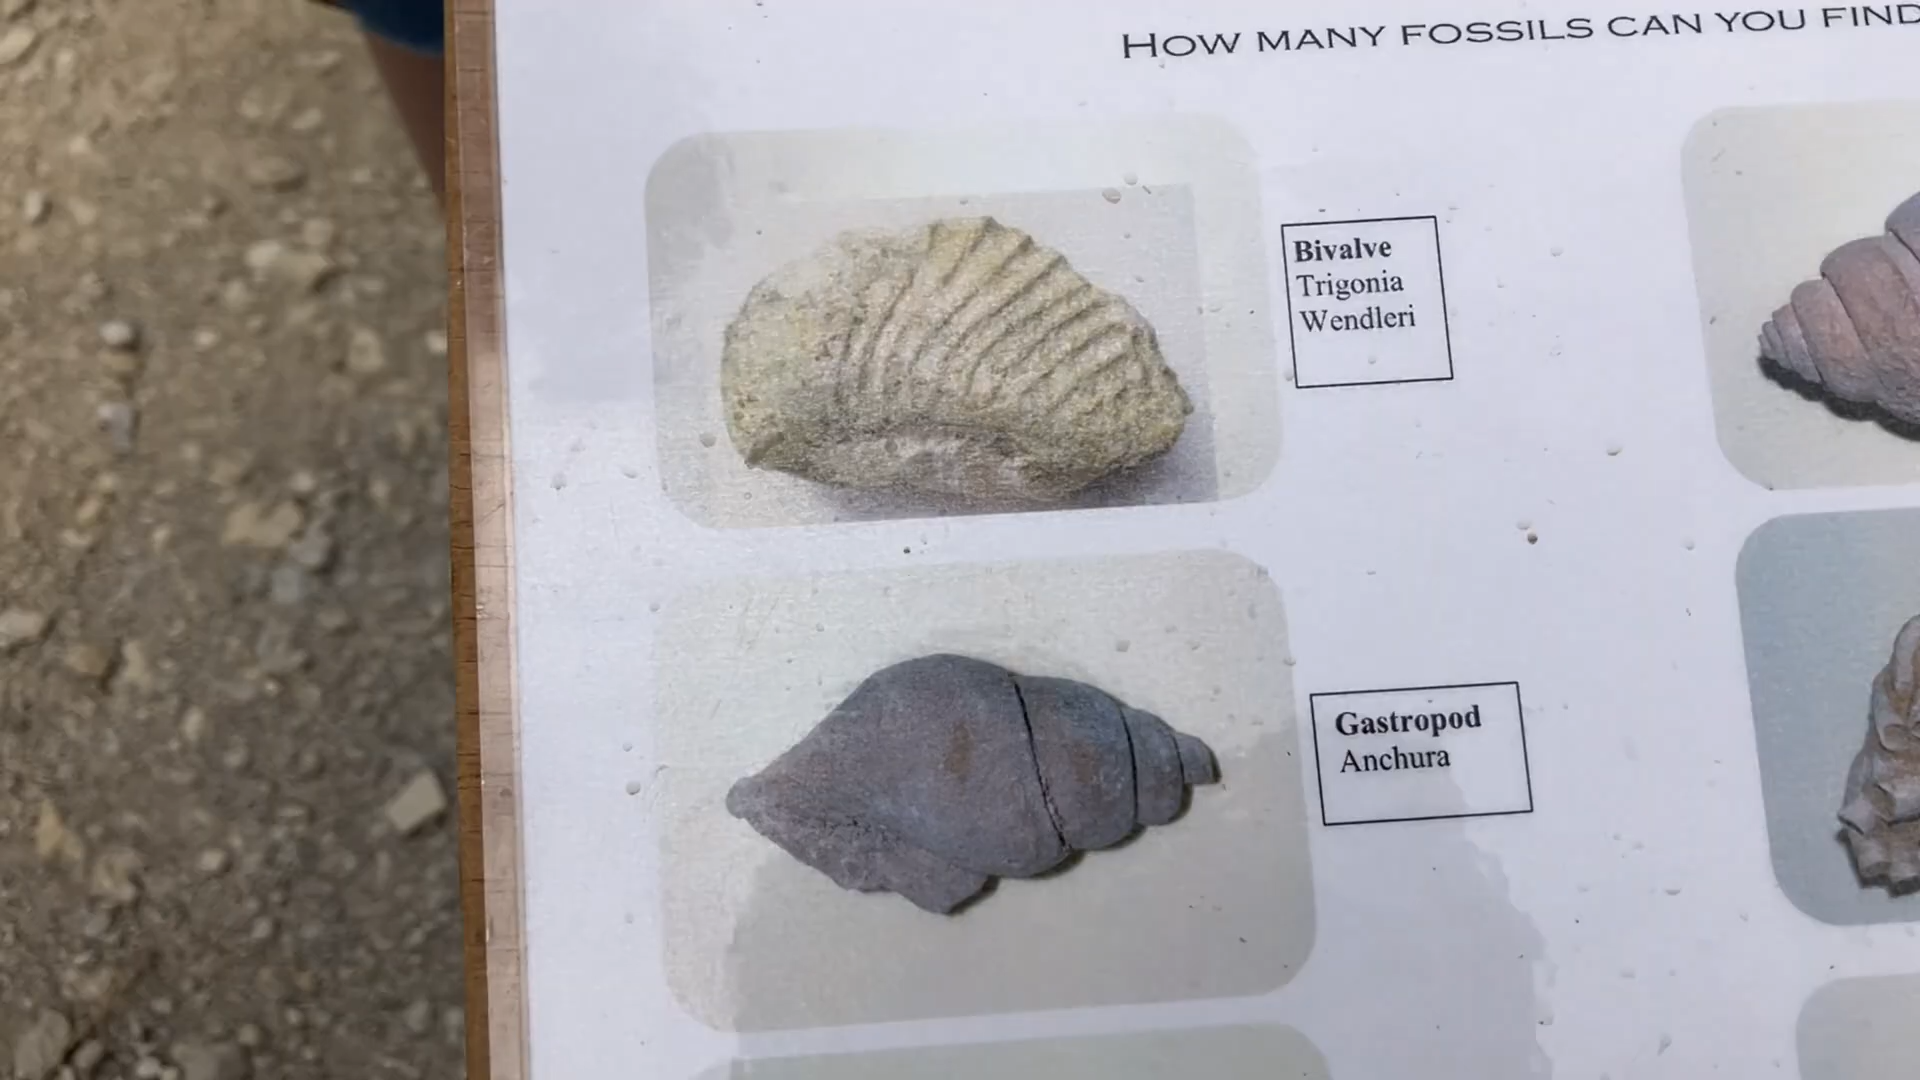 HOW MANY FOSSILS CAN YOU FIND
Bivalve
Trigonia
Wendleri
Gastropod
Anchura